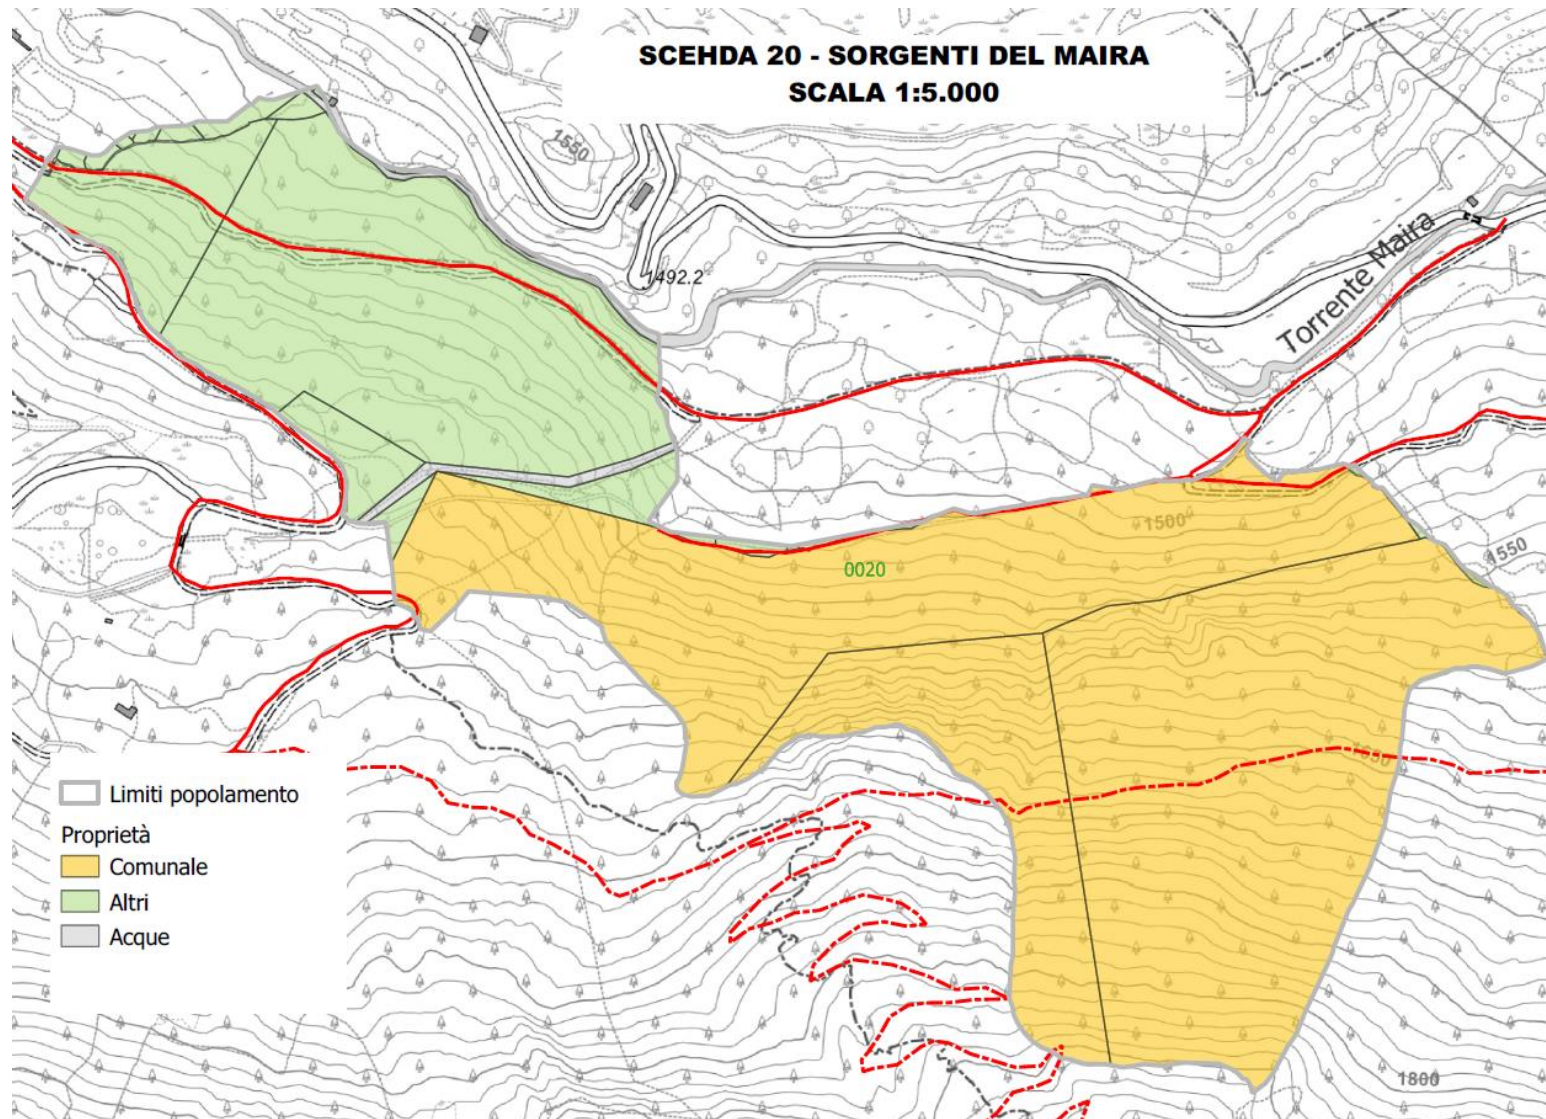 SCEHDA 20 - SORGENTI DEL MAIRA
SCALA 1:5.000
1550
1492.2
Torrente Maira
1500
1550
0020
1650
Limiti popolamento
Proprietà
Comunale
Altri
Acque
1800